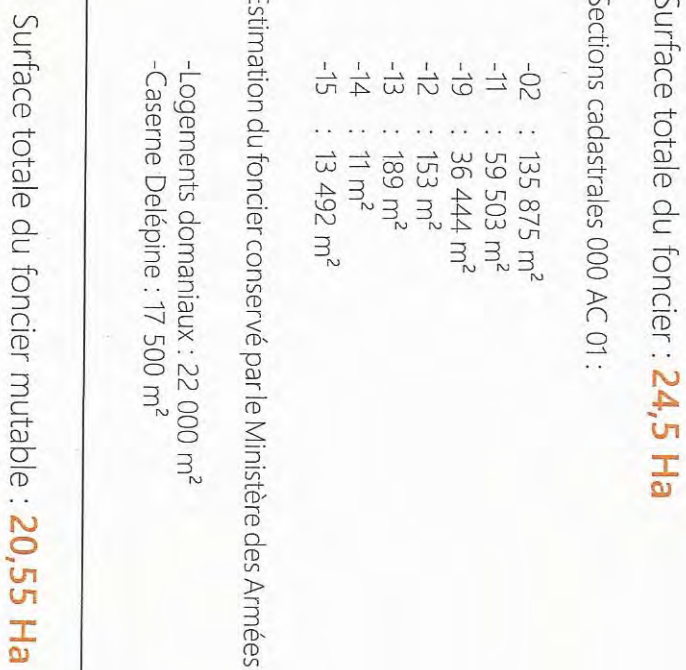 Surface totale du foncier : 24,5 Ha
Sections cadastrales 000 AC 01 :
-02 : 135 875 m²
-11 : 59 503 m²
-19 : 36 444 m²
-12 : 153 m²
-13 : 189 m²
-14 : 11 m²
-15 : 13 492 m²
Estimation du foncier conservé par le Ministère des Armées
-Logements domaniaux : 22 000 m²
-Caserne Delépine : 17 500 m²
Surface totale du foncier mutable : 20,55 Ha